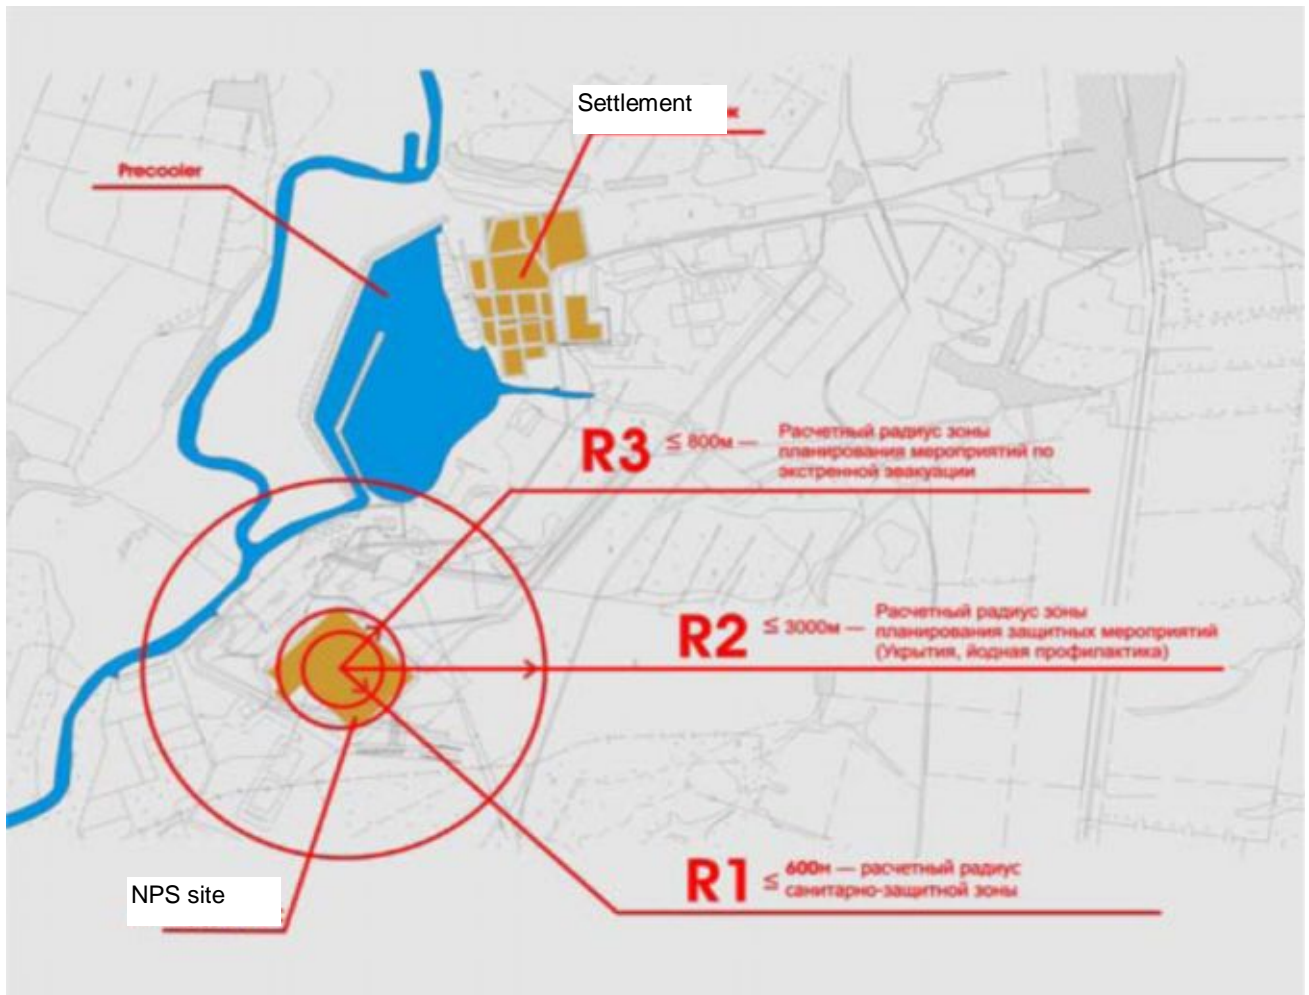 Settlement
Precooler
R3 ≤ 800м — Расчетный радиус зоны
планирования мероприятий по
экстренной эвакуации
R2 ≤ 3000м — Расчетный радиус зоны
планирования защитных мероприятий
(Укрытия, йодная профилактика)
R1 ≤ 600м — расчетный радиус
санитарно-защитной зоны
NPS site